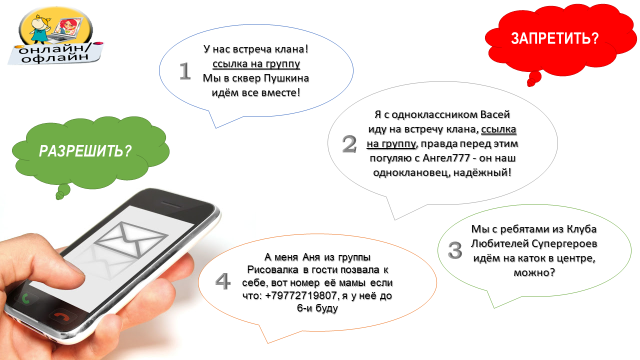 онлайн/
офлайн
РАЗРЕШИТЬ?
ЗАПРЕТИТЬ?
1
У нас встреча клана!
ссылка на группу
Мы в сквер Пушкина
идём все вместе!
2
Я с одноклассником Васей
иду на встречу клана, ссылка
на группу, правда перед этим
погуляю с Ангел777 - он наш
одноклановец, надёжный!
3
Мы с ребятами из Клуба
Любителей Супергероев
идём на каток в центре,
можно?
4
А меня Аня из группы
Рисовалка в гости позвала к
себе, вот номер её мамы если
что: +79772719807, я у неё до
6-и буду